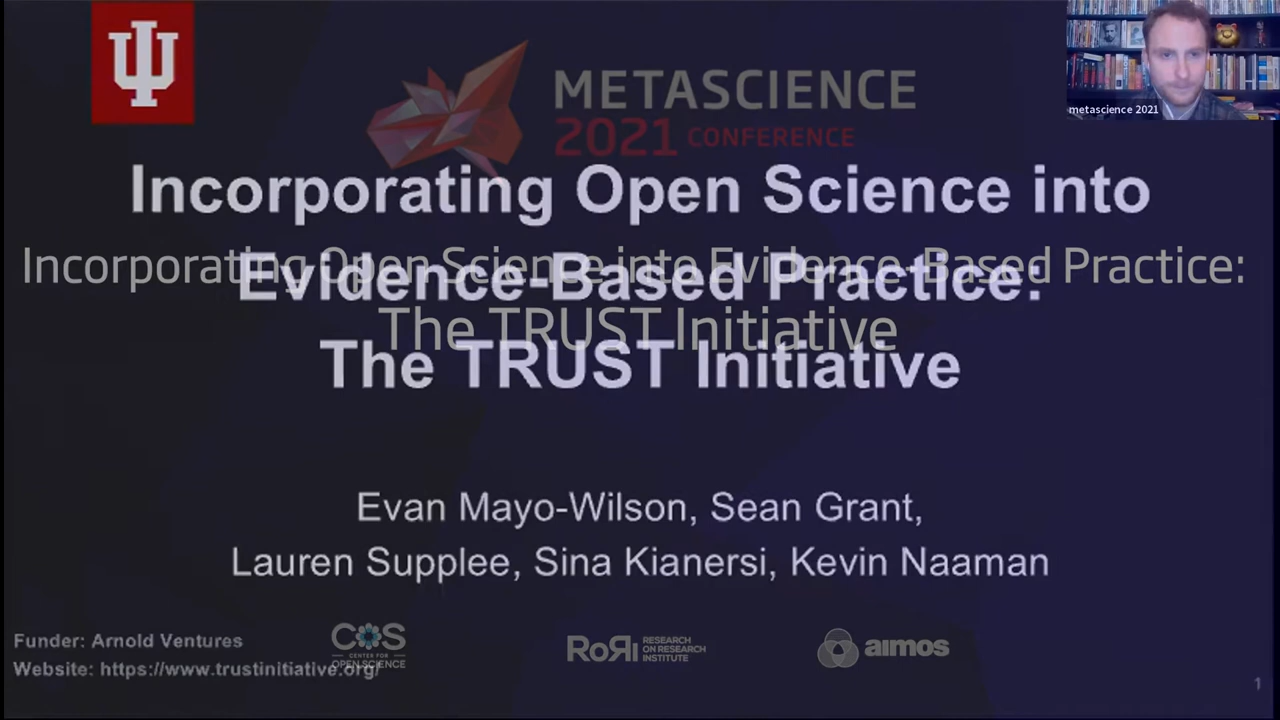 METASCIENCE
2021 CONFERENCE
metascience 2021
Incorporating Open Science into
Evidence-Based Practice:
The TRUST Initiative
Incorporating Open Science into Evidence-Based Practice:
The TRUST Initiative
Evan Mayo-Wilson, Sean Grant,
Lauren Supplee, Sina Kianersi, Kevin Naaman
Funder: Arnold Ventures
Website: https://www.trustinitiative.org/
COS
CENTER FOR
OPEN SCIENCE
RoRI
RESEARCH
ON RESEARCH
INSTITUTE
aimos
1